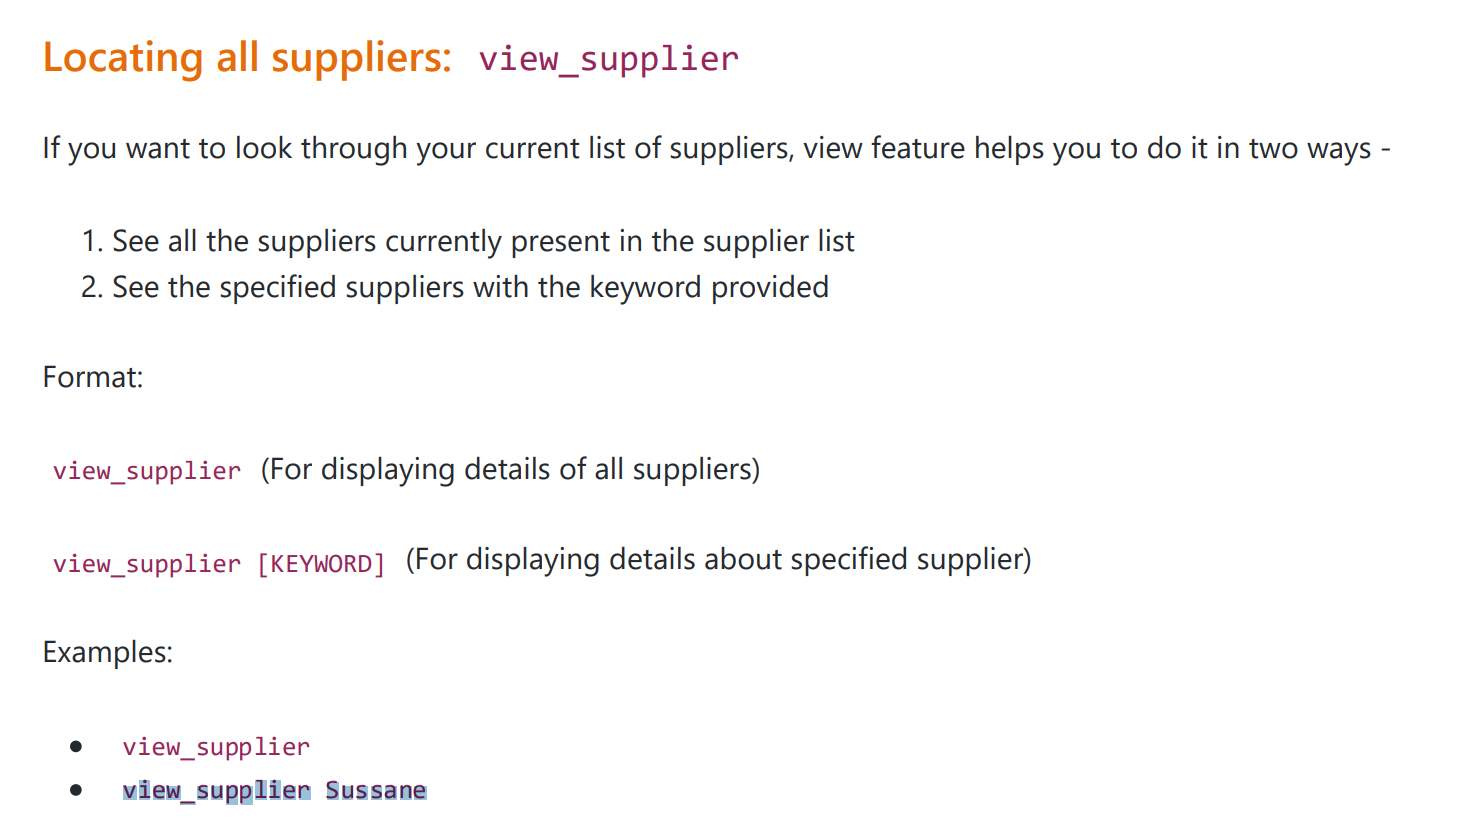 Locating all suppliers: view_supplier
If you want to look through your current list of suppliers, view feature helps you to do it in two ways -
1. See all the suppliers currently present in the supplier list
2. See the specified suppliers with the keyword provided
Format:
view_supplier (For displaying details of all suppliers)
view_supplier [KEYWORD] (For displaying details about specified supplier)
Examples:
• view_supplier
• view_supplier Sussane